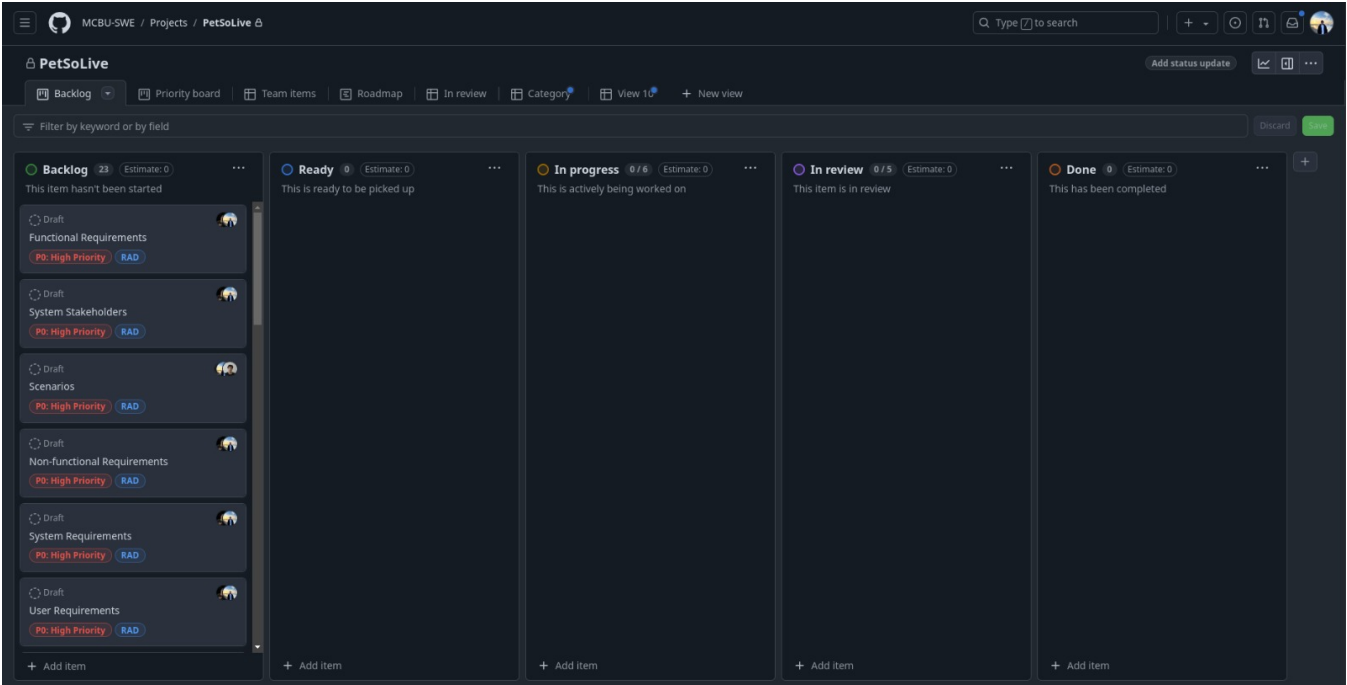 MCBU-SWE / Projects / PetSoLive
Type / to search
PetSoLive
Add status update
Backlog
Priority board
Team items
Roadmap
In review
Category
View 10
+ New view
Filter by keyword or by field
Discard
Save
Backlog 23 Estimate: 0
This item hasn't been started
Draft
Functional Requirements
P0: High Priority RAD
Draft
System Stakeholders
P0: High Priority RAD
Draft
Scenarios
P0: High Priority RAD
Draft
Non-functional Requirements
P0: High Priority RAD
Draft
System Requirements
P0: High Priority RAD
Draft
User Requirements
P0: High Priority RAD
+ Add item
Ready 0 Estimate: 0
This is ready to be picked up
+ Add item
In progress 0 / 6 Estimate: 0
This is actively being worked on
+ Add item
In review 0 / 5 Estimate: 0
This item is in review
+ Add item
Done 0 Estimate: 0
This has been completed
+ Add item